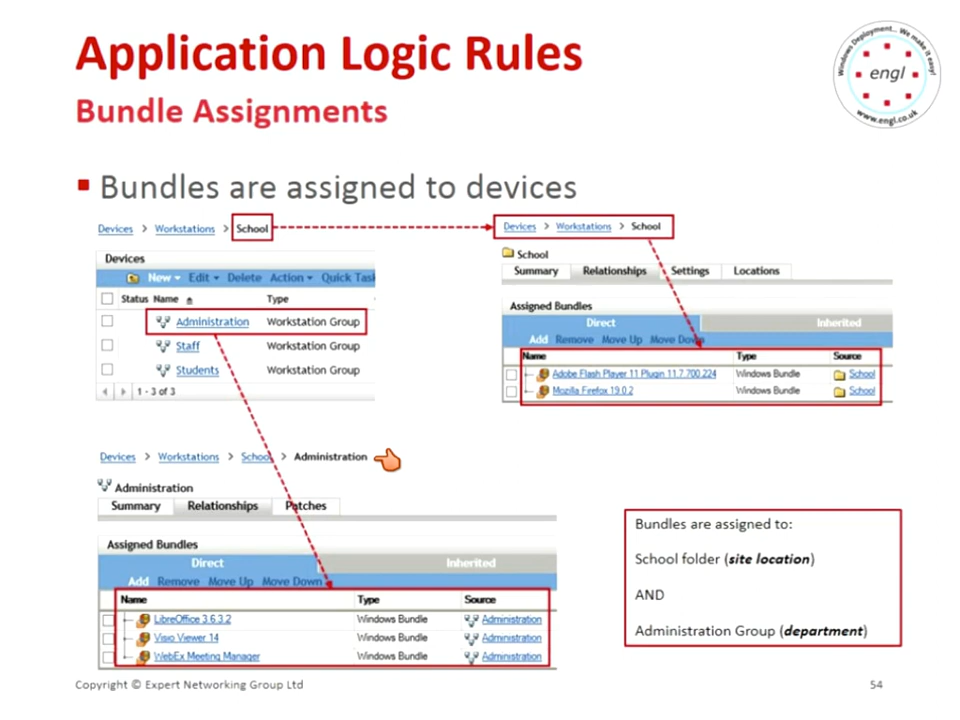 Application Logic Rules
Bundle Assignments
Windows Deployment... We make it easy!
engl
www.engl.co.uk
Bundles are assigned to devices
Devices > Workstations > School
Devices
New Edit Delete Action Quick Task
Status Name Type
Administration Workstation Group
Staff Workstation Group
Students Workstation Group
1 - 3 of 3
Devices > Workstations > School
School
Summary Relationships Settings Locations
Assigned Bundles
Direct Inherited
Add Remove Move Up Move Down
Name Type Source
Adobe Flash Player 11 Plugin 11.7.700.224 Windows Bundle School
Mozilla Firefox 19.0.2 Windows Bundle School
Devices > Workstations > School > Administration
Administration
Summary Relationships Patches
Assigned Bundles
Direct Inherited
Add Remove Move Up Move Down
Name Type Source
LibreOffice 3.6.3.2 Windows Bundle Administration
Visio Viewer 14 Windows Bundle Administration
WebEx Meeting Manager Windows Bundle Administration
Bundles are assigned to:
School folder (site location)
AND
Administration Group (department)
Copyright © Expert Networking Group Ltd
54